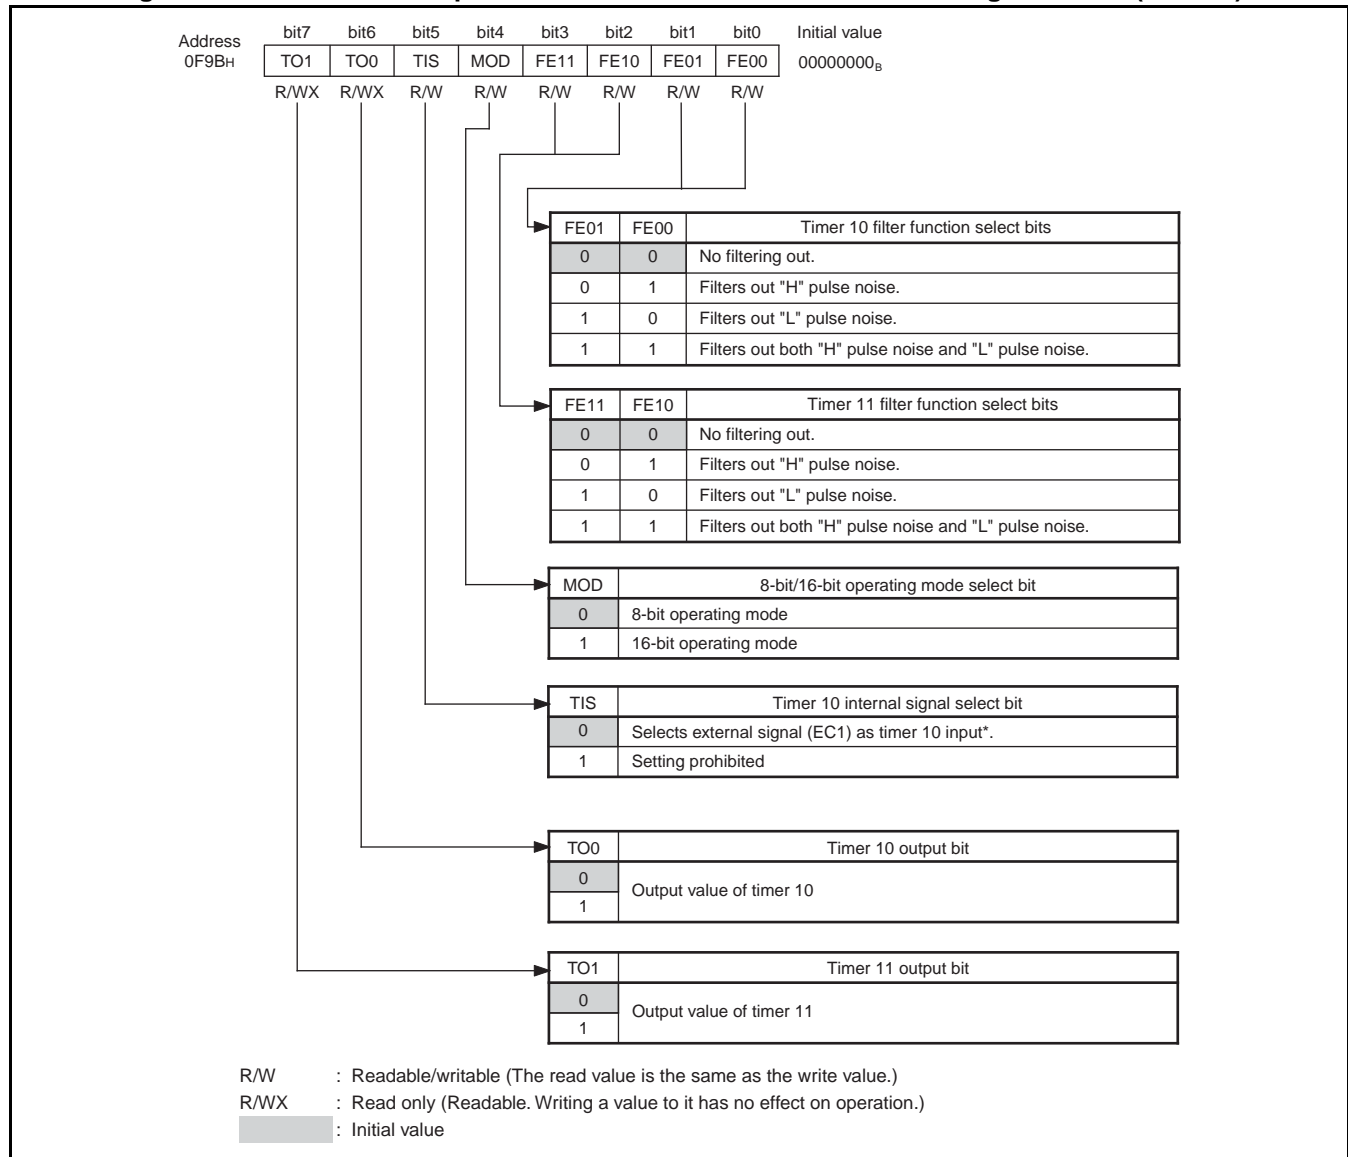 Address
0F9BH
bit7 bit6 bit5 bit4 bit3 bit2 bit1 bit0 Initial value
TO1 TO0 TIS MOD FE11 FE10 FE01 FE00 00000000B
R/WX R/WX R/W R/W R/W R/W R/W R/W
FE01 FE00 Timer 10 filter function select bits
0 0 No filtering out.
0 1 Filters out "H" pulse noise.
1 0 Filters out "L" pulse noise.
1 1 Filters out both "H" pulse noise and "L" pulse noise.
FE11 FE10 Timer 11 filter function select bits
0 0 No filtering out.
0 1 Filters out "H" pulse noise.
1 0 Filters out "L" pulse noise.
1 1 Filters out both "H" pulse noise and "L" pulse noise.
MOD 8-bit/16-bit operating mode select bit
0 8-bit operating mode
1 16-bit operating mode
TIS Timer 10 internal signal select bit
0 Selects external signal (EC1) as timer 10 input*.
1 Setting prohibited
TO0 Timer 10 output bit
0 Output value of timer 10
1
TO1 Timer 11 output bit
0 Output value of timer 11
1
R/W : Readable/writable (The read value is the same as the write value.)
R/WX : Read only (Readable. Writing a value to it has no effect on operation.)
: Initial value